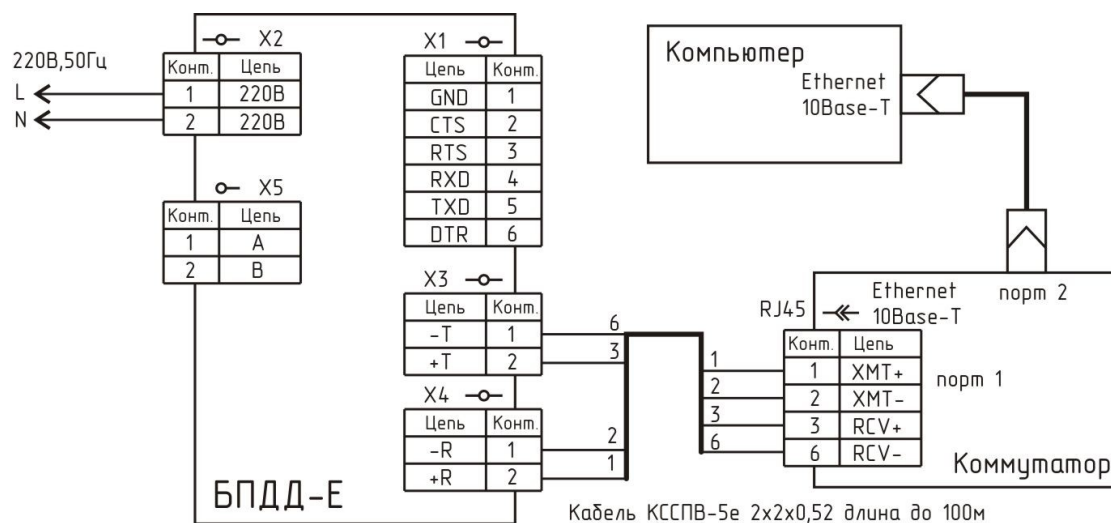 220В,50Гц
L
N
X2
Конт. Цепь
1 220В
2 220В
X5
Конт. Цепь
1 A
2 B
X1
Цепь Конт.
GND 1
CTS 2
RTS 3
RXD 4
TXD 5
DTR 6
X3
Цепь Конт.
-T 1
+T 2
X4
Цепь Конт.
-R 1
+R 2
БПДД-Е
6
3
2
1
1
2
3
6
Компьютер
Ethernet
10Base-T
порт 2
RJ45
Ethernet
10Base-T
Конт. Цепь
1 XMT+
2 XMT-
3 RCV+
6 RCV-
порт 1
Коммутатор
Кабель КССПВ-5е 2х2х0,52 длина до 100м